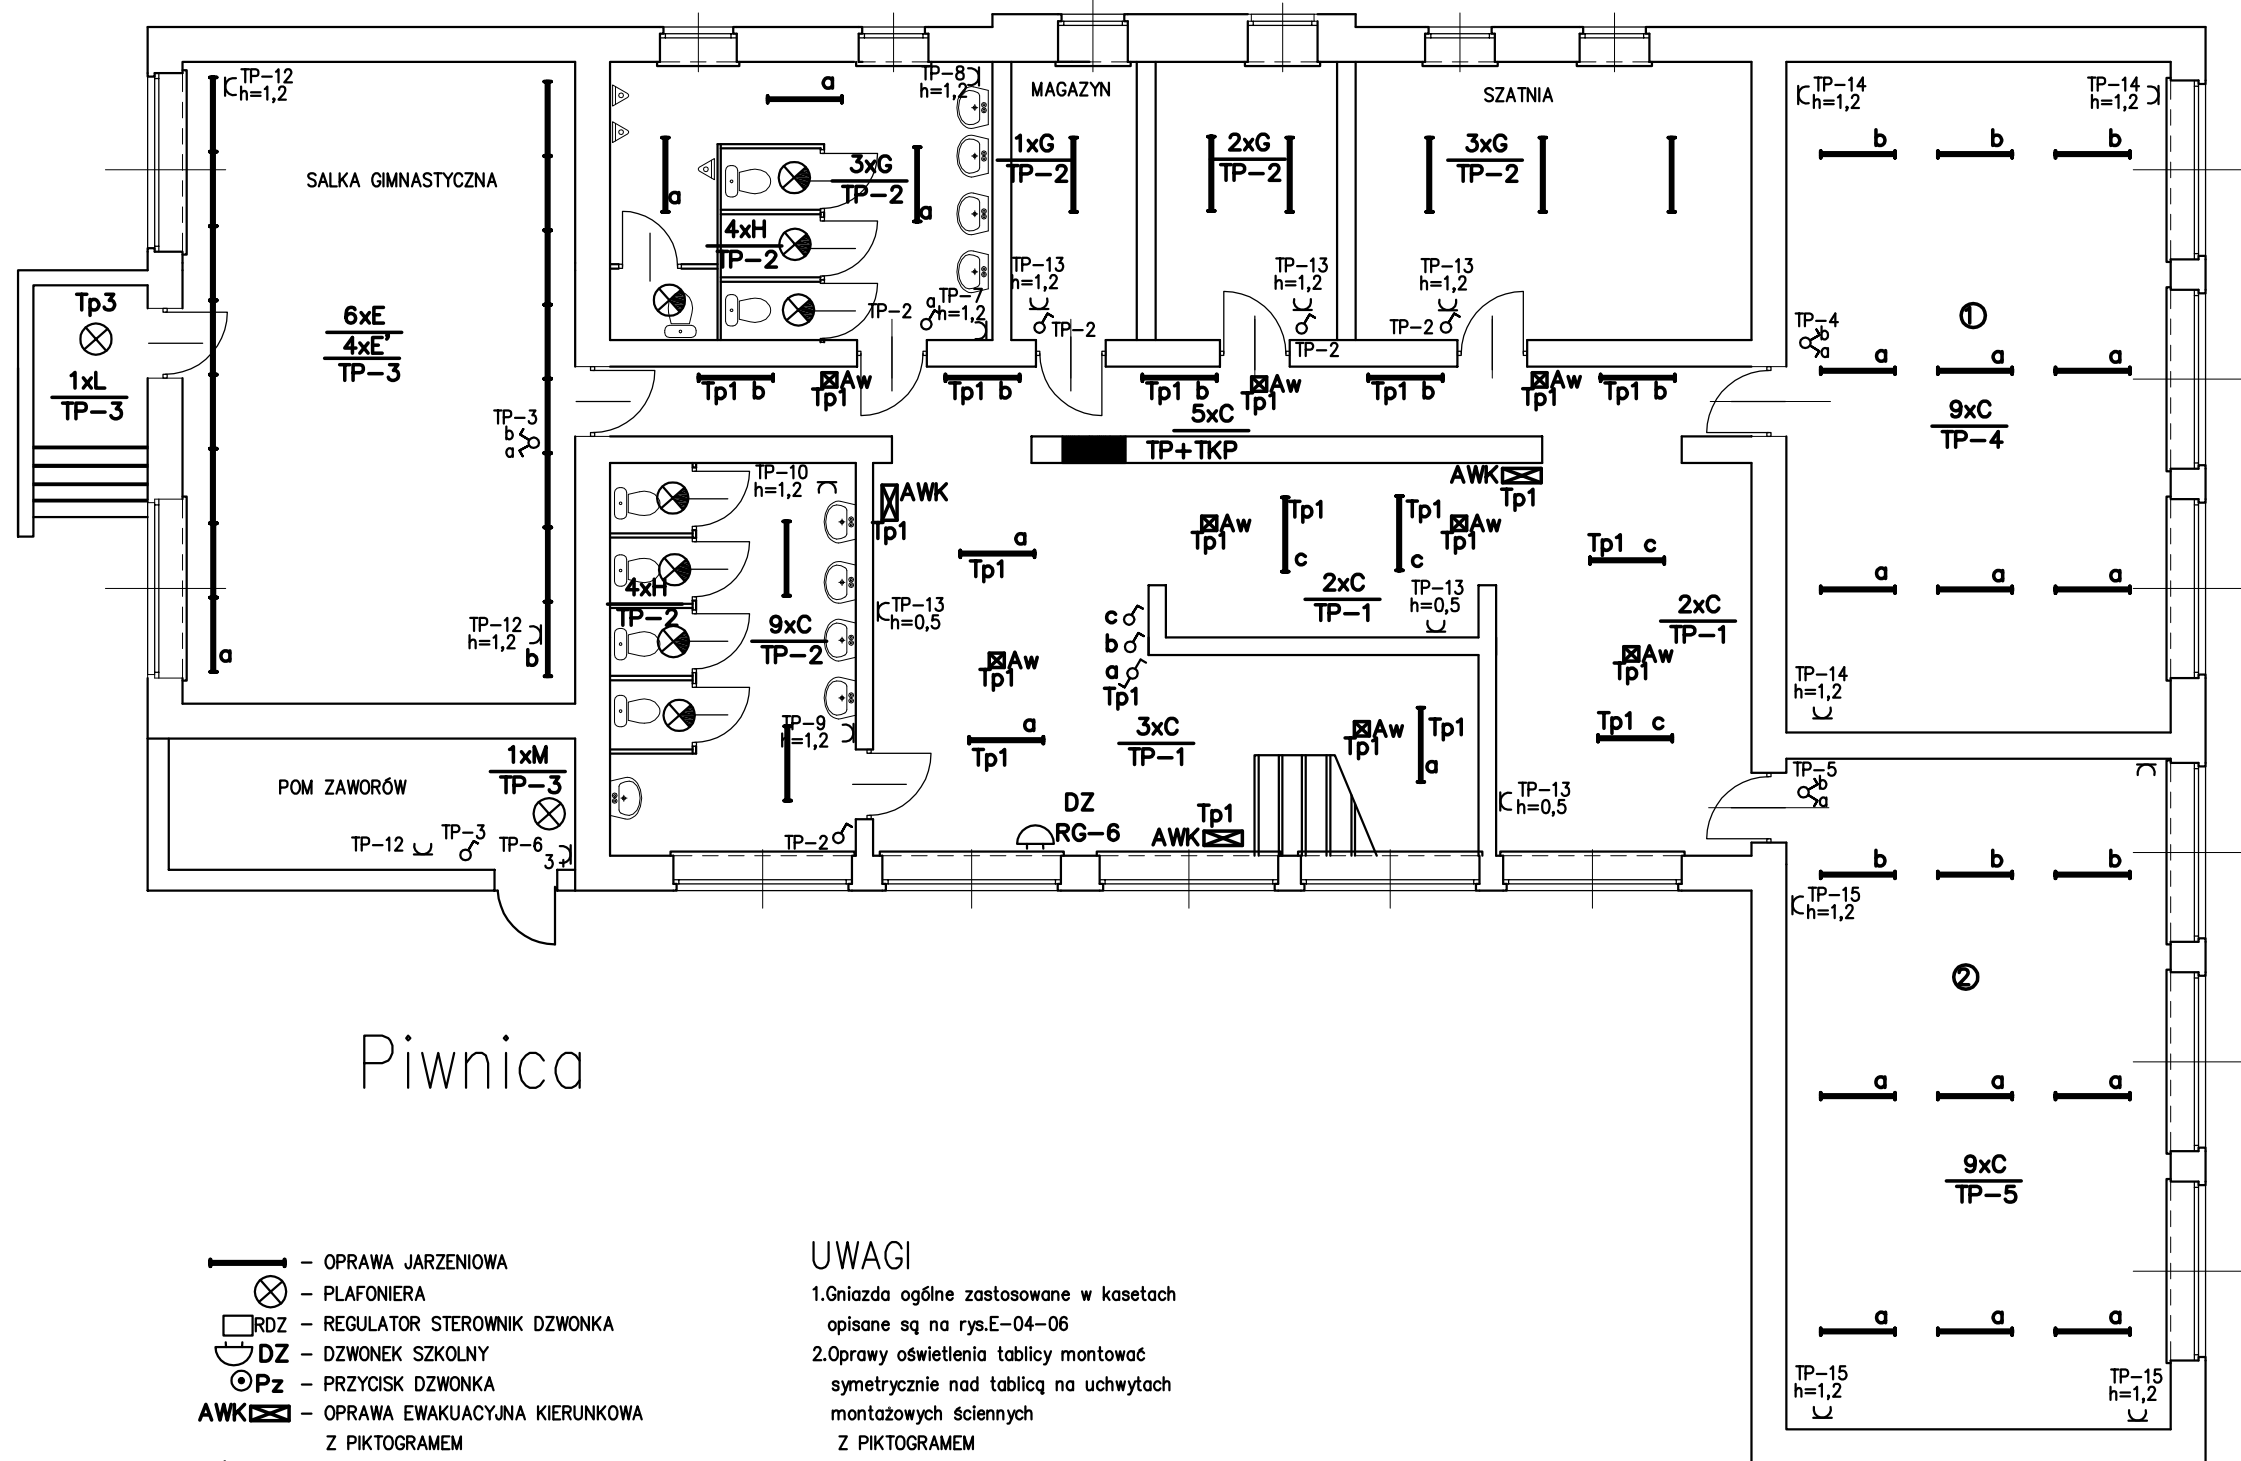 TP-12
h=1,2
SALKA GIMNASTYCZNA
6xE
4xE'
TP-3
TP-3
b
a
TP-12
h=1,2
a
b
Tp3
1xL
TP-3
POM ZAWORÓW
1xM
TP-3
TP-12
TP-3
TP-6
3
a
TP-8
h=1,2
3xG
TP-2
a
a
4xH
TP-2
TP-2
a
TP-7
h=1,2
MAGAZYN
1xG
TP-2
TP-13
h=1,2
TP-2
2xG
TP-2
TP-13
h=1,2
TP-2
SZATNIA
3xG
TP-2
TP-13
h=1,2
TP-2
Tp1 b
Aw
Tp1
Tp1 b
Tp1 b
Aw
Tp1
Tp1 b
Aw
Tp1
Tp1 b
5xC
TP+TKP
TP-10
h=1,2
4xH
TP-2
9xC
TP-2
TP-9
h=1,2
TP-2
AWK
Tp1
a
Tp1
TP-13
h=0,5
Aw
Tp1
a
Tp1
c
b
a
Tp1
3xC
TP-1
DZ
RG-6
Tp1
AWK
Aw
Tp1
Tp1
c
Tp1
c
Aw
Tp1
2xC
TP-1
TP-13
h=0,5
AWK
Tp1
Tp1 c
2xC
TP-1
Aw
Tp1
Tp1 c
Aw
Tp1
Tp1
a
TP-13
h=0,5
TP-14
h=1,2
TP-14
h=1,2
b b b
1
TP-4
b
a
a a a
9xC
TP-4
a a a
TP-14
h=1,2
TP-5
b
a
b b b
TP-15
h=1,2
2
a a a
9xC
TP-5
a a a
TP-15
h=1,2
TP-15
h=1,2
Piwnica
- OPRAWA JARZENIOWA
- PLAFONIERA
RDZ - REGULATOR STEROWNIK DZWONKA
DZ - DZWONEK SZKOLNY
Pz - PRZYCISK DZWONKA
AWK - OPRAWA EWAKUACYJNA KIERUNKOWA
Z PIKTOGRAMEM
UWAGI
1.Gniazda ogólne zastosowane w kasetach
opisane są na rys.E-04-06
2.Oprawy oświetlenia tablicy montować
symetrycznie nad tablicą na uchwytach
montażowych ściennych
Z PIKTOGRAMEM